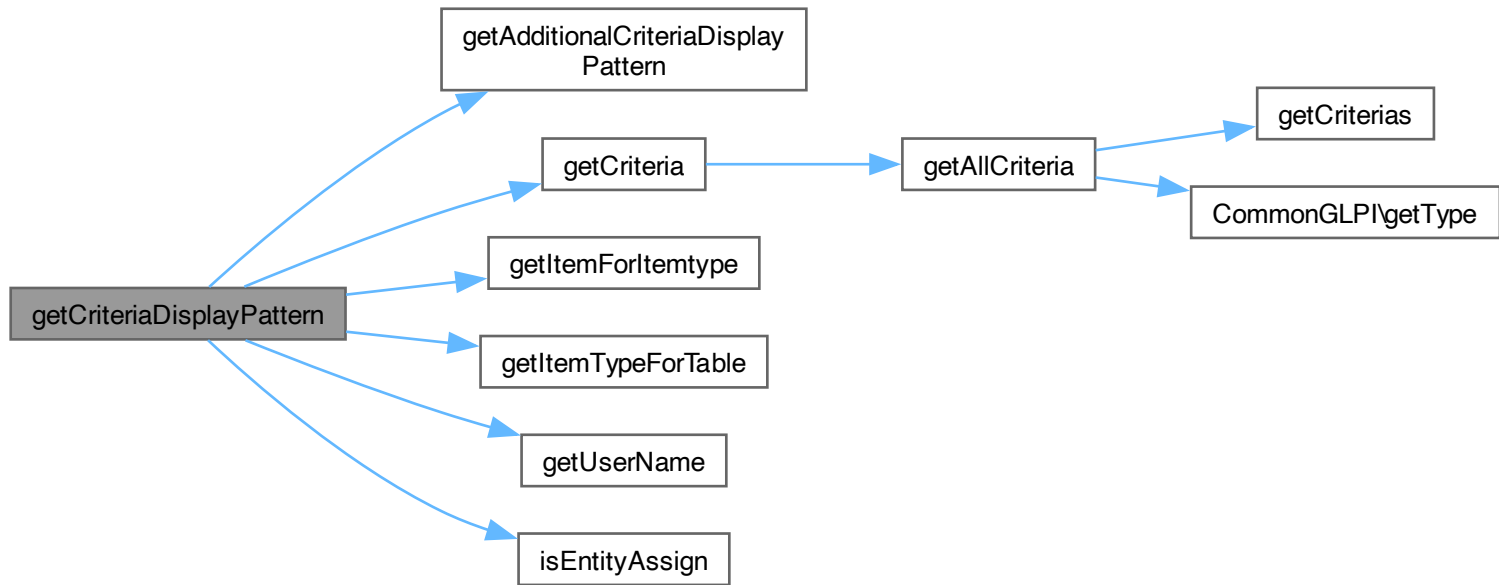 getAdditionalCriteriaDisplay
Pattern
getCriterias
getCriteria
getAllCriteria
CommonGLPI\getType
getItemForItemtype
getCriteriaDisplayPattern
getItemTypeForTable
getUserName
isEntityAssign